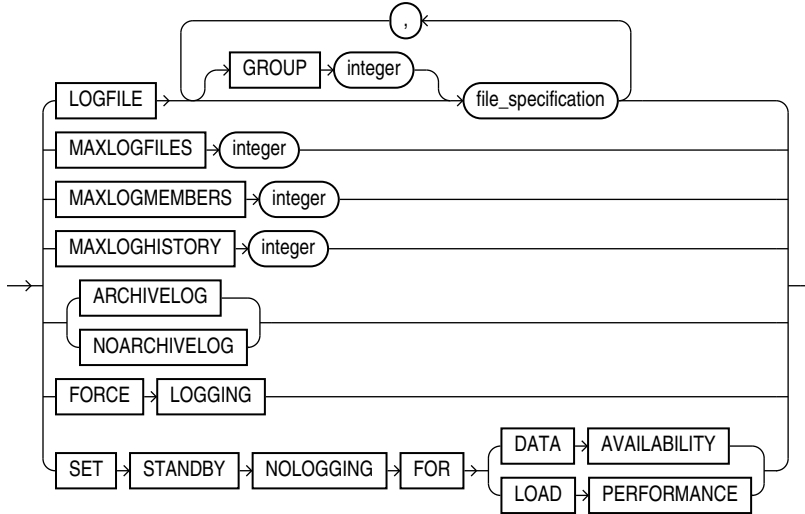 ,
GROUP integer
LOGFILE file_specification
MAXLOGFILES integer
MAXLOGMEMBERS integer
MAXLOGHISTORY integer
ARCHIVELOG
NOARCHIVELOG
FORCE LOGGING
DATA AVAILABILITY
SET STANDBY NOLOGGING FOR
LOAD PERFORMANCE